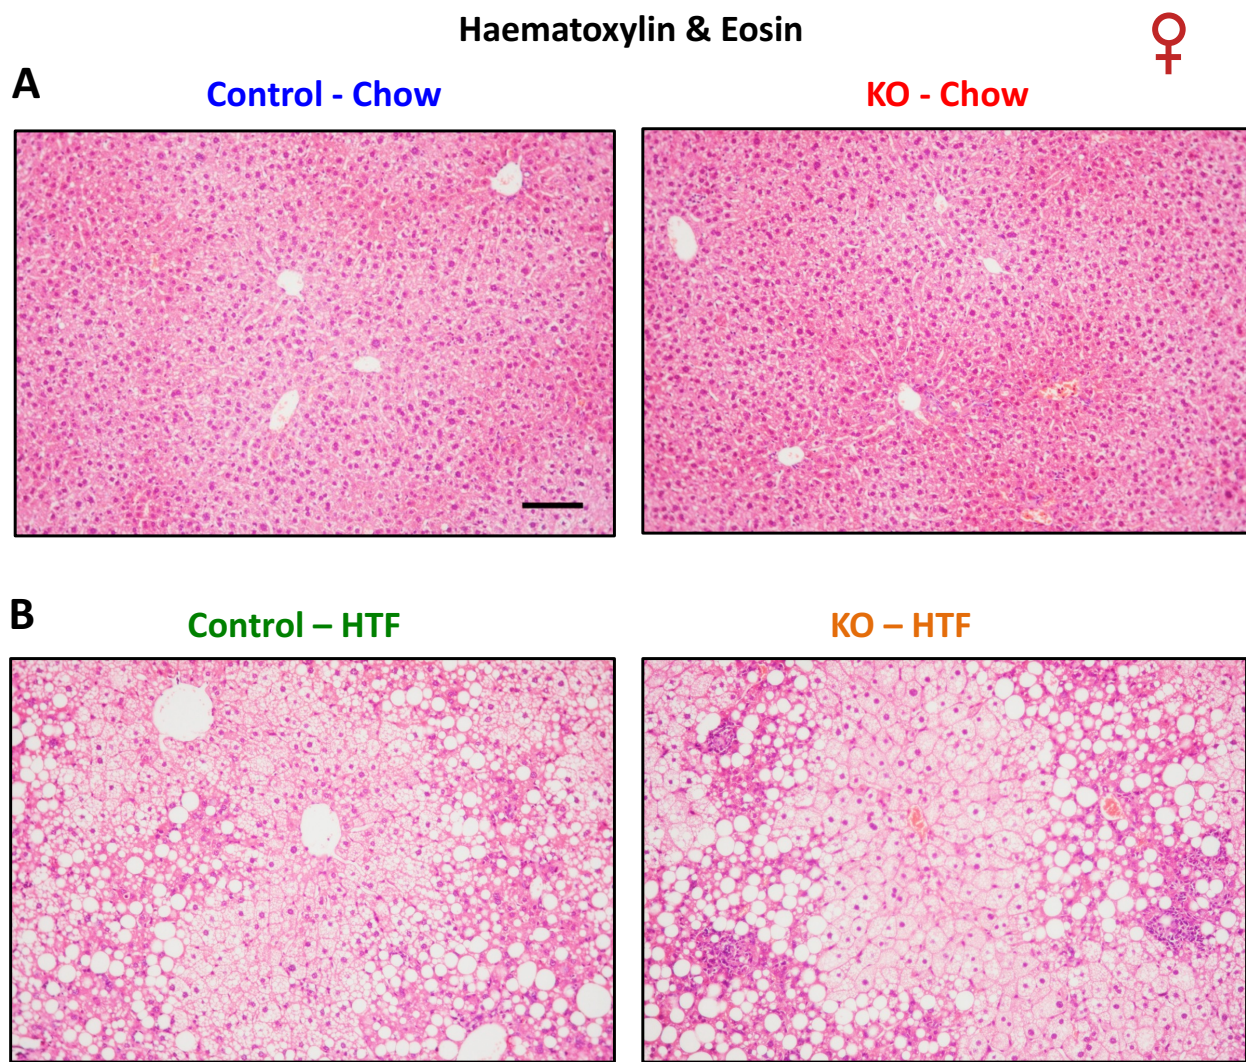 Haematoxylin & Eosin
A
Control - Chow
KO - Chow
B
Control – HTF
KO – HTF